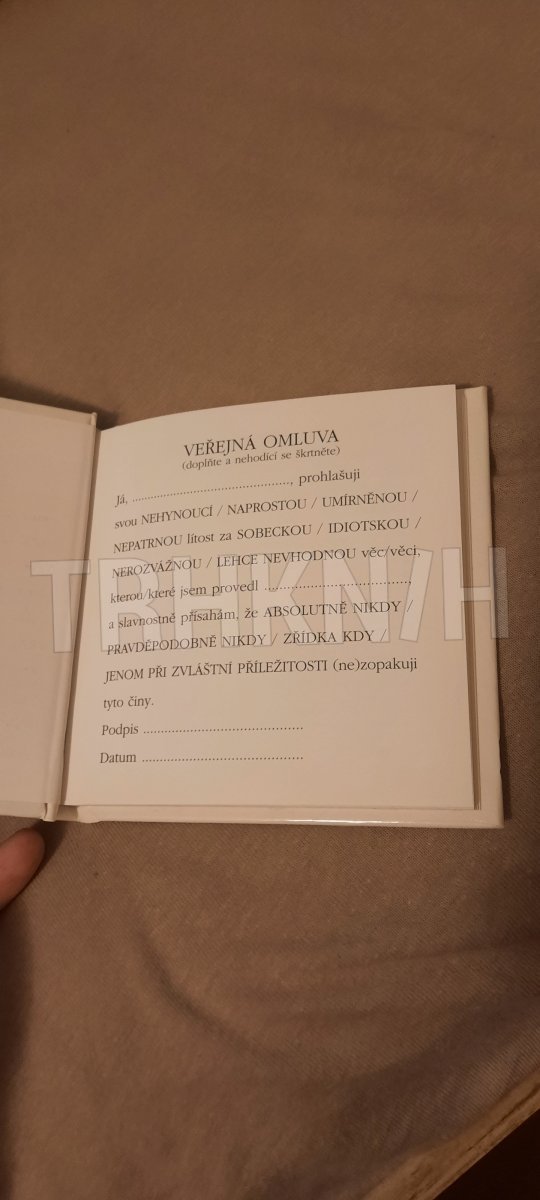 VEŘEJNÁ OMLUVA
(doplňte a nehodící se škrtněte)
Já, ............................................, prohlašuji
svou NEHYNOUCÍ / NAPROSTOU / UMÍRNĚNOU /
NEPATRNOU lítost za SOBECKOU / IDIOTSKOU /
NEROZVÁŽNOU / LEHCE NEVHODNOU věc/věci,
kterou/které jsem provedl ........................................,
a slavnostně přísahám, že ABSOLUTNĚ NIKDY /
PRAVDĚPODOBNĚ NIKDY / ZŘÍDKA KDY /
JENOM PŘI ZVLÁŠTNÍ PŘÍLEŽITOSTI (ne)zopakuji
tyto činy.
Podpis ............................................
Datum .............................................
TRH KNIH